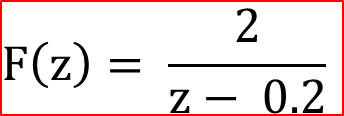 F(z) = 2 / (z − 0.2)